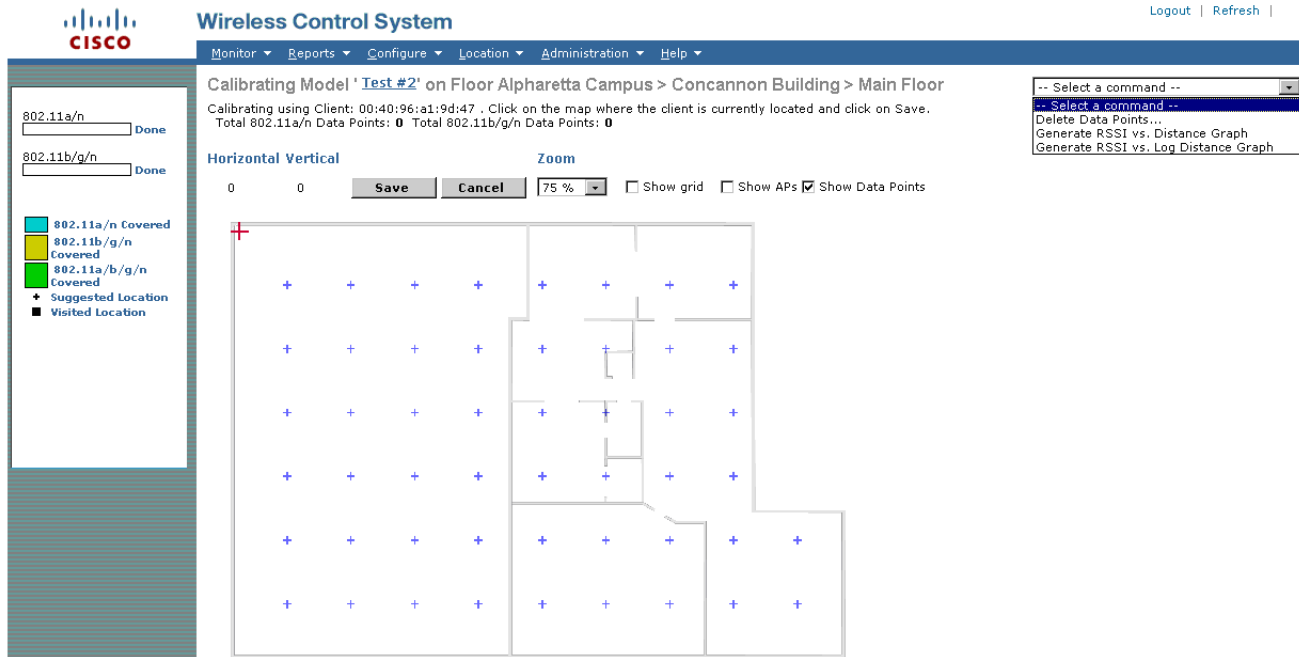 Logout | Refresh |
CISCO
Wireless Control System
Monitor Reports Configure Location Administration Help
Calibrating Model ' Test #2' on Floor Alpharetta Campus > Concannon Building > Main Floor
Calibrating using Client: 00:40:96:a1:9d:47 . Click on the map where the client is currently located and click on Save.
Total 802.11a/n Data Points: 0 Total 802.11b/g/n Data Points: 0
-- Select a command --
-- Select a command --
Delete Data Points...
Generate RSSI vs. Distance Graph
Generate RSSI vs. Log Distance Graph
802.11a/n
Done
802.11b/g/n
Done
802.11a/n Covered
802.11b/g/n
Covered
802.11a/b/g/n
Covered
Suggested Location
Visited Location
Horizontal Vertical Zoom
0 0 Save Cancel 75 % Show grid Show APs Show Data Points